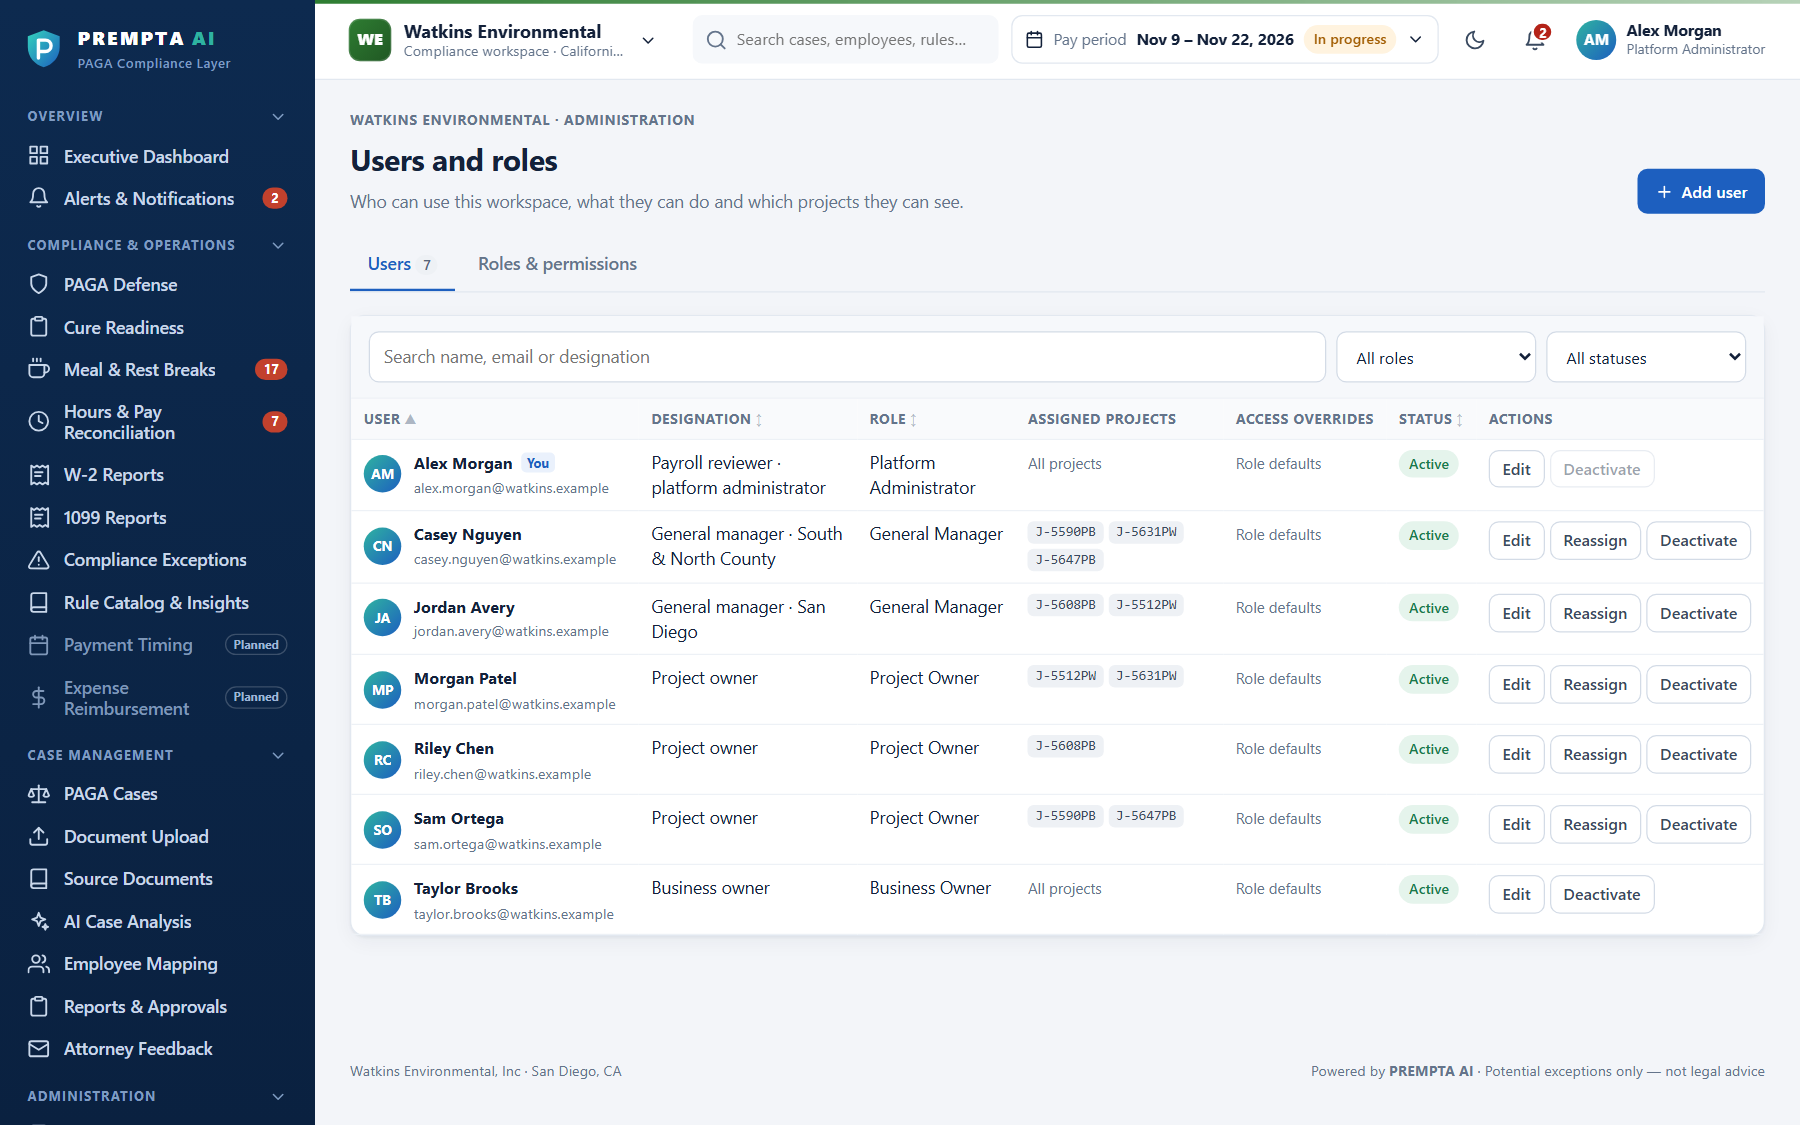 PREMPTA AI
PAGA Compliance Layer
OVERVIEW
Executive Dashboard
Alerts & Notifications 2
COMPLIANCE & OPERATIONS
PAGA Defense
Cure Readiness
Meal & Rest Breaks 17
Hours & Pay Reconciliation 7
W-2 Reports
1099 Reports
Compliance Exceptions
Rule Catalog & Insights
Payment Timing Planned
Expense Reimbursement Planned
CASE MANAGEMENT
PAGA Cases
Document Upload
Source Documents
AI Case Analysis
Employee Mapping
Reports & Approvals
Attorney Feedback
ADMINISTRATION
WE Watkins Environmental
Compliance workspace · Californi...
Search cases, employees, rules...
Pay period Nov 9 – Nov 22, 2026 In progress
2
AM Alex Morgan
Platform Administrator
WATKINS ENVIRONMENTAL · ADMINISTRATION
Users and roles
Who can use this workspace, what they can do and which projects they can see.
+ Add user
Users 7 Roles & permissions
Search name, email or designation All roles All statuses
USER DESIGNATION ROLE ASSIGNED PROJECTS ACCESS OVERRIDES STATUS ACTIONS
AM Alex Morgan You Payroll reviewer · Platform All projects Role defaults Active Edit Deactivate
alex.morgan@watkins.example platform administrator Administrator
CN Casey Nguyen General manager · South General Manager J-5590PB J-5631PW Role defaults Active Edit Reassign Deactivate
casey.nguyen@watkins.example & North County J-5647PB
JA Jordan Avery General manager · San General Manager J-5608PB J-5512PW Role defaults Active Edit Reassign Deactivate
jordan.avery@watkins.example Diego
MP Morgan Patel Project owner Project Owner J-5512PW J-5631PW Role defaults Active Edit Reassign Deactivate
morgan.patel@watkins.example
RC Riley Chen Project owner Project Owner J-5608PB Role defaults Active Edit Reassign Deactivate
riley.chen@watkins.example
SO Sam Ortega Project owner Project Owner J-5590PB J-5647PB Role defaults Active Edit Reassign Deactivate
sam.ortega@watkins.example
TB Taylor Brooks Business owner Business Owner All projects Role defaults Active Edit Deactivate
taylor.brooks@watkins.example
Watkins Environmental, Inc · San Diego, CA
Powered by PREMPTA AI · Potential exceptions only — not legal advice